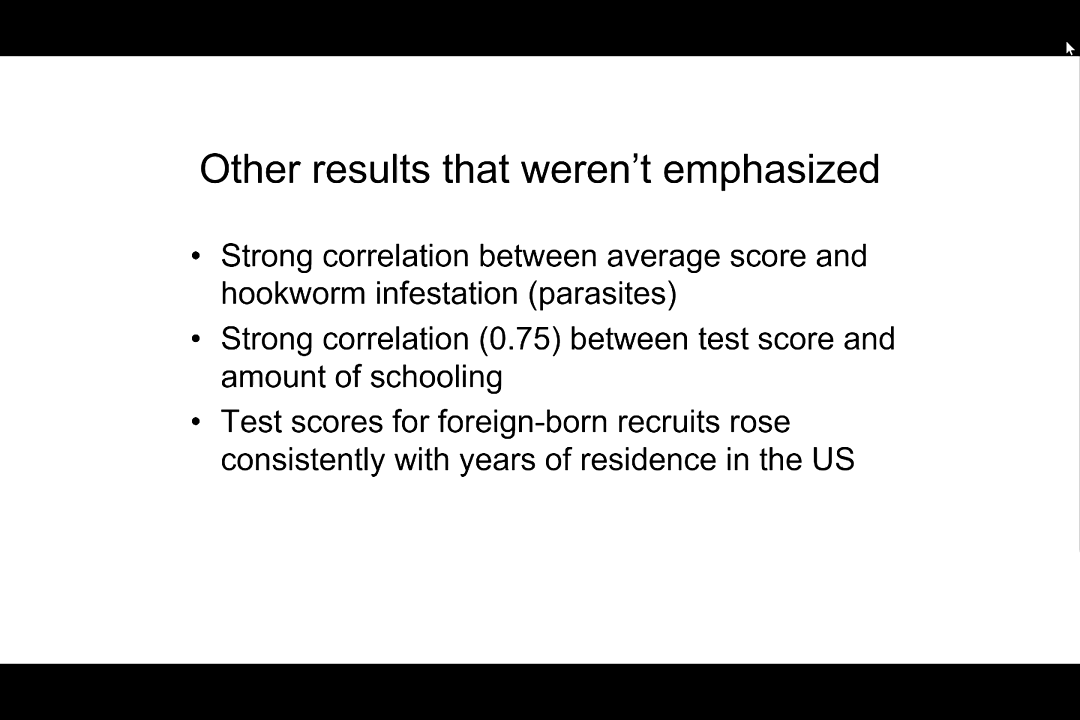 Other results that weren’t emphasized
• Strong correlation between average score and
hookworm infestation (parasites)
• Strong correlation (0.75) between test score and
amount of schooling
• Test scores for foreign-born recruits rose
consistently with years of residence in the US